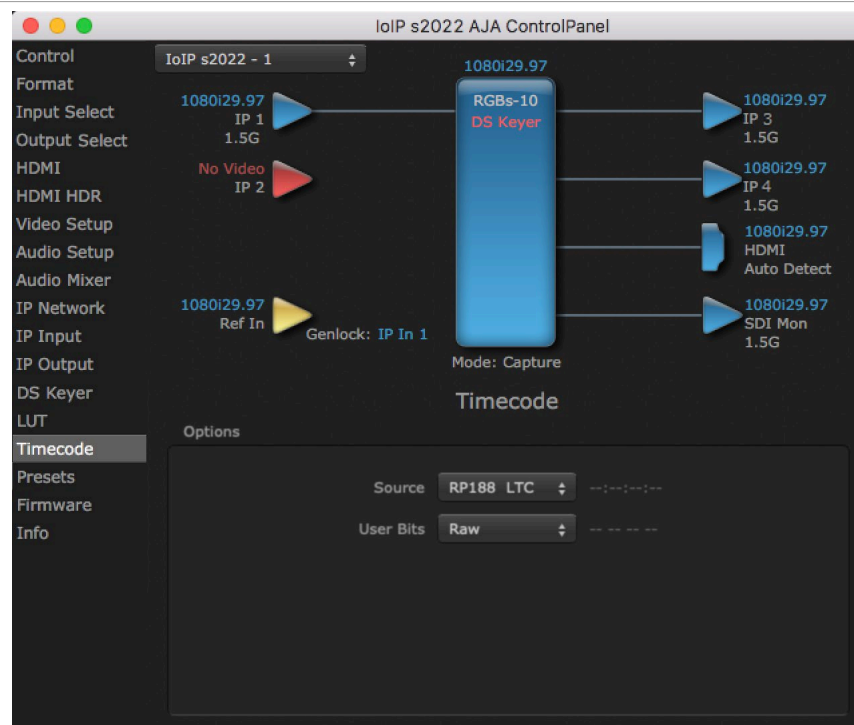 IoIP s2022 AJA ControlPanel
Control
Format
Input Select
Output Select
HDMI
HDMI HDR
Video Setup
Audio Setup
Audio Mixer
IP Network
IP Input
IP Output
DS Keyer
LUT
Timecode
Presets
Firmware
Info
IoIP s2022 - 1
1080i29.97
IP 1
1.5G
No Video
IP 2
1080i29.97
Ref In
Genlock: IP In 1
1080i29.97
RGBs-10
DS Keyer
Mode: Capture
1080i29.97
IP 3
1.5G
1080i29.97
IP 4
1.5G
1080i29.97
HDMI
Auto Detect
1080i29.97
SDI Mon
1.5G
Timecode
Options
Source RP188 LTC --:--:--:--
User Bits Raw -- -- -- --